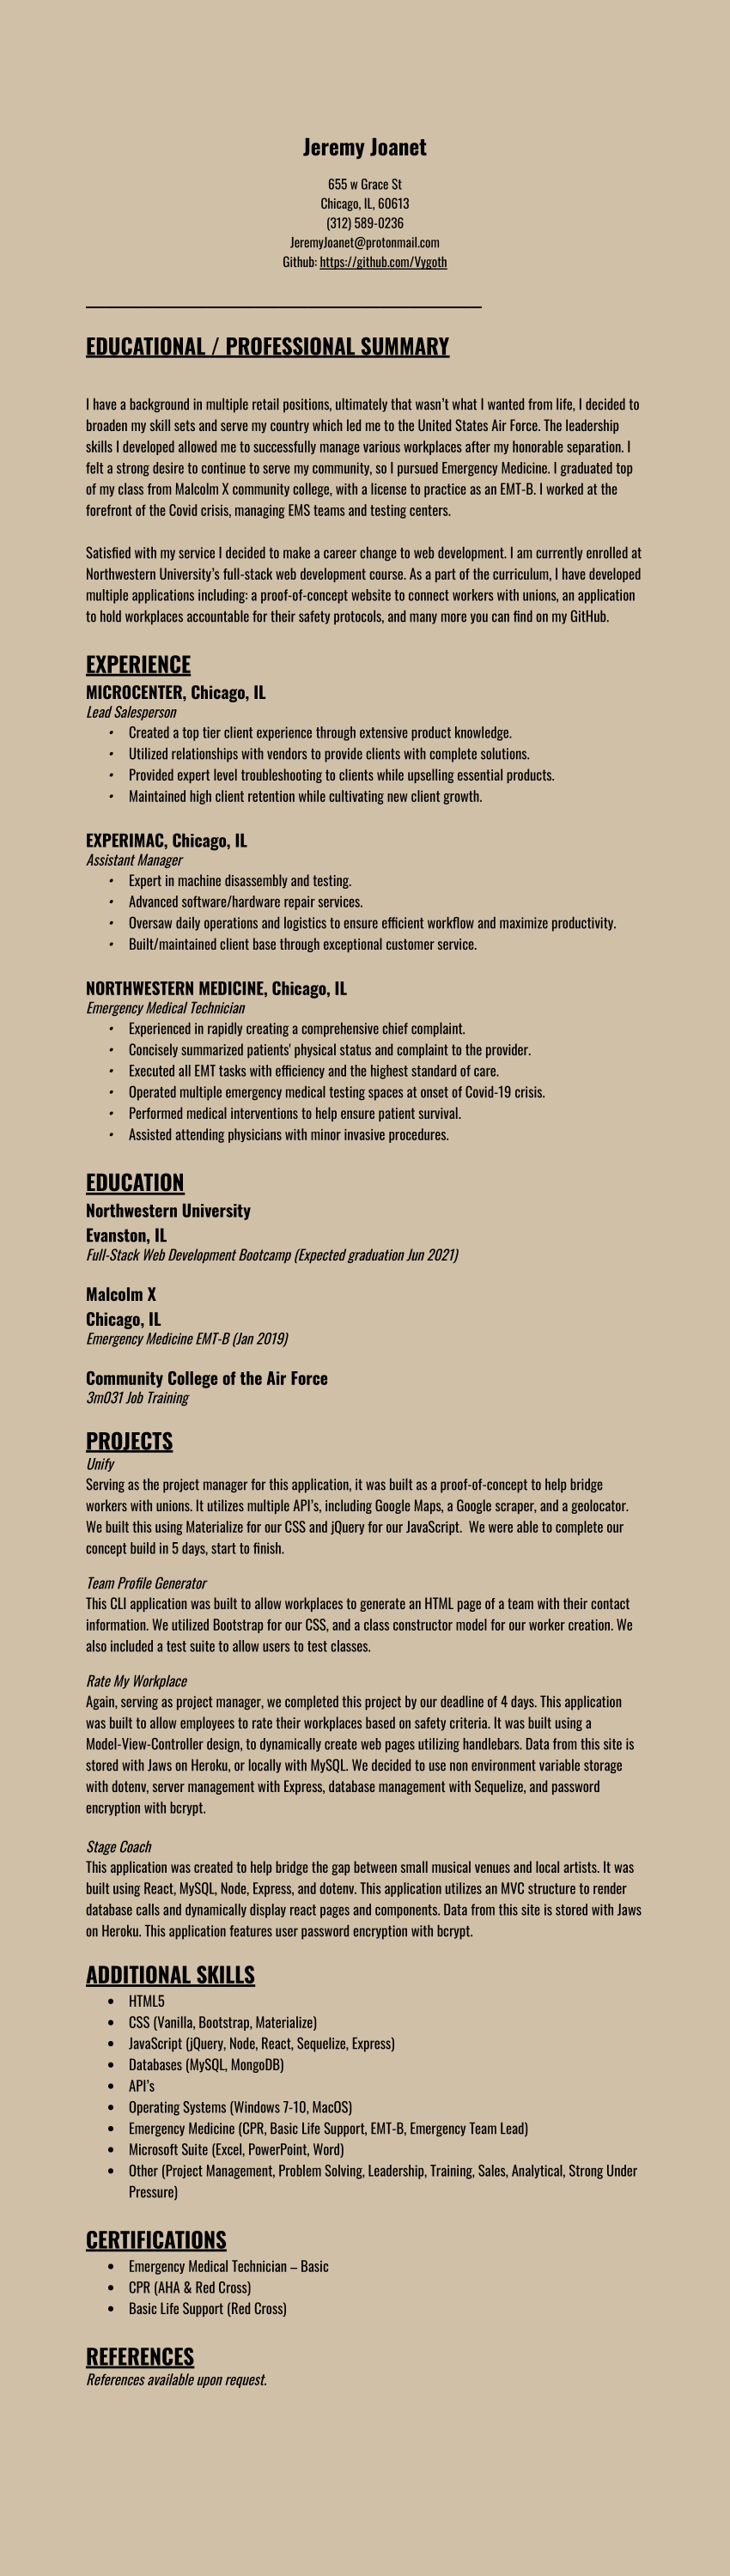 Jeremy Joanet
655 w Grace St
Chicago, IL, 60613
(312) 589-0236
JeremyJoanet@protonmail.com
Github: https://github.com/Vygoth
EDUCATIONAL / PROFESSIONAL SUMMARY
I have a background in multiple retail positions, ultimately that wasn’t what I wanted from life, I decided to
broaden my skill sets and serve my country which led me to the United States Air Force. The leadership
skills I developed allowed me to successfully manage various workplaces after my honorable separation. I
felt a strong desire to continue to serve my community, so I pursued Emergency Medicine. I graduated top
of my class from Malcolm X community college, with a license to practice as an EMT-B. I worked at the
forefront of the Covid crisis, managing EMS teams and testing centers.
Satisfied with my service I decided to make a career change to web development. I am currently enrolled at
Northwestern University’s full-stack web development course. As a part of the curriculum, I have developed
multiple applications including: a proof-of-concept website to connect workers with unions, an application
to hold workplaces accountable for their safety protocols, and many more you can find on my GitHub.
EXPERIENCE
MICROCENTER, Chicago, IL
Lead Salesperson
• Created a top tier client experience through extensive product knowledge.
• Utilized relationships with vendors to provide clients with complete solutions.
• Provided expert level troubleshooting to clients while upselling essential products.
• Maintained high client retention while cultivating new client growth.
EXPERIMAC, Chicago, IL
Assistant Manager
• Expert in machine disassembly and testing.
• Advanced software/hardware repair services.
• Oversaw daily operations and logistics to ensure efficient workflow and maximize productivity.
• Built/maintained client base through exceptional customer service.
NORTHWESTERN MEDICINE, Chicago, IL
Emergency Medical Technician
• Experienced in rapidly creating a comprehensive chief complaint.
• Concisely summarized patients' physical status and complaint to the provider.
• Executed all EMT tasks with efficiency and the highest standard of care.
• Operated multiple emergency medical testing spaces at onset of Covid-19 crisis.
• Performed medical interventions to help ensure patient survival.
• Assisted attending physicians with minor invasive procedures.
EDUCATION
Northwestern University
Evanston, IL
Full-Stack Web Development Bootcamp (Expected graduation Jun 2021)
Malcolm X
Chicago, IL
Emergency Medicine EMT-B (Jan 2019)
Community College of the Air Force
3m031 Job Training
PROJECTS
Unify
Serving as the project manager for this application, it was built as a proof-of-concept to help bridge
workers with unions. It utilizes multiple API’s, including Google Maps, a Google scraper, and a geolocator.
We built this using Materialize for our CSS and jQuery for our JavaScript.  We were able to complete our
concept build in 5 days, start to finish.
Team Profile Generator
This CLI application was built to allow workplaces to generate an HTML page of a team with their contact
information. We utilized Bootstrap for our CSS, and a class constructor model for our worker creation. We
also included a test suite to allow users to test classes.
Rate My Workplace
Again, serving as project manager, we completed this project by our deadline of 4 days. This application
was built to allow employees to rate their workplaces based on safety criteria. It was built using a
Model-View-Controller design, to dynamically create web pages utilizing handlebars. Data from this site is
stored with Jaws on Heroku, or locally with MySQL. We decided to use non environment variable storage
with dotenv, server management with Express, database management with Sequelize, and password
encryption with bcrypt.
Stage Coach
This application was created to help bridge the gap between small musical venues and local artists. It was
built using React, MySQL, Node, Express, and dotenv. This application utilizes an MVC structure to render
database calls and dynamically display react pages and components. Data from this site is stored with Jaws
on Heroku. This application features user password encryption with bcrypt.
ADDITIONAL SKILLS
• HTML5
• CSS (Vanilla, Bootstrap, Materialize)
• JavaScript (jQuery, Node, React, Sequelize, Express)
• Databases (MySQL, MongoDB)
• API’s
• Operating Systems (Windows 7-10, MacOS)
• Emergency Medicine (CPR, Basic Life Support, EMT-B, Emergency Team Lead)
• Microsoft Suite (Excel, PowerPoint, Word)
• Other (Project Management, Problem Solving, Leadership, Training, Sales, Analytical, Strong Under
Pressure)
CERTIFICATIONS
• Emergency Medical Technician – Basic
• CPR (AHA & Red Cross)
• Basic Life Support (Red Cross)
REFERENCES
References available upon request.